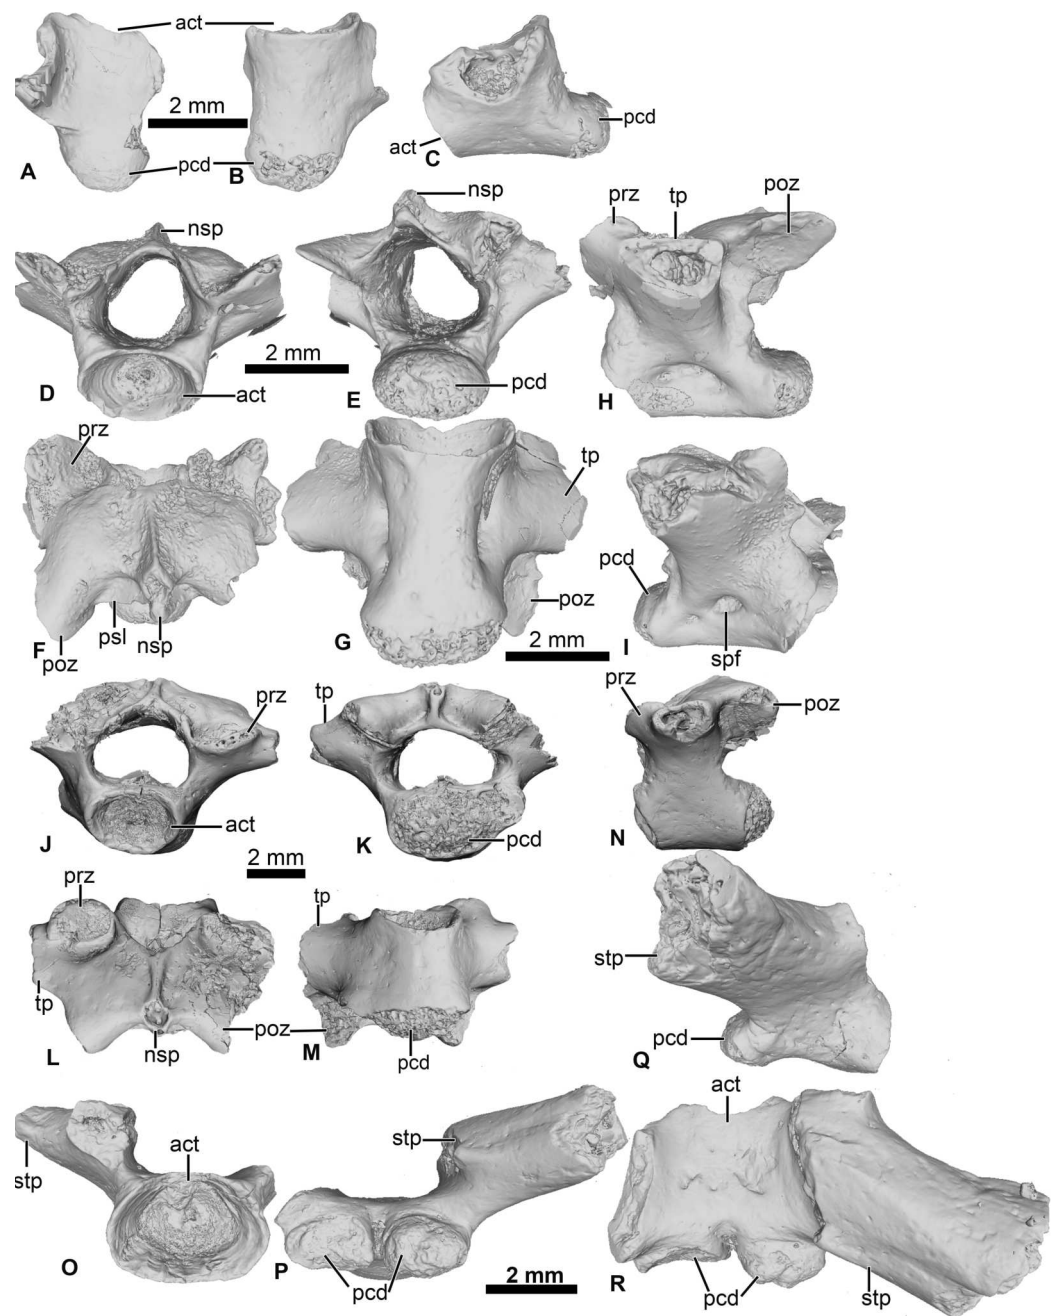 act
2 mm
pcd
act
pcd
A
B
C
nsp
nsp
prz
tp
poz
2 mm
act
pcd
D
E
H
prz
tp
pcd
poz
psl
nsp
poz
spf
F
G
2 mm
I
tp
prz
prz
poz
act
pcd
J
K
N
2 mm
prz
tp
tp
stp
poz
nsp
pcd
pcd
L
M
Q
act
act
stp
stp
pcd
pcd
stp
O
P
2 mm
R